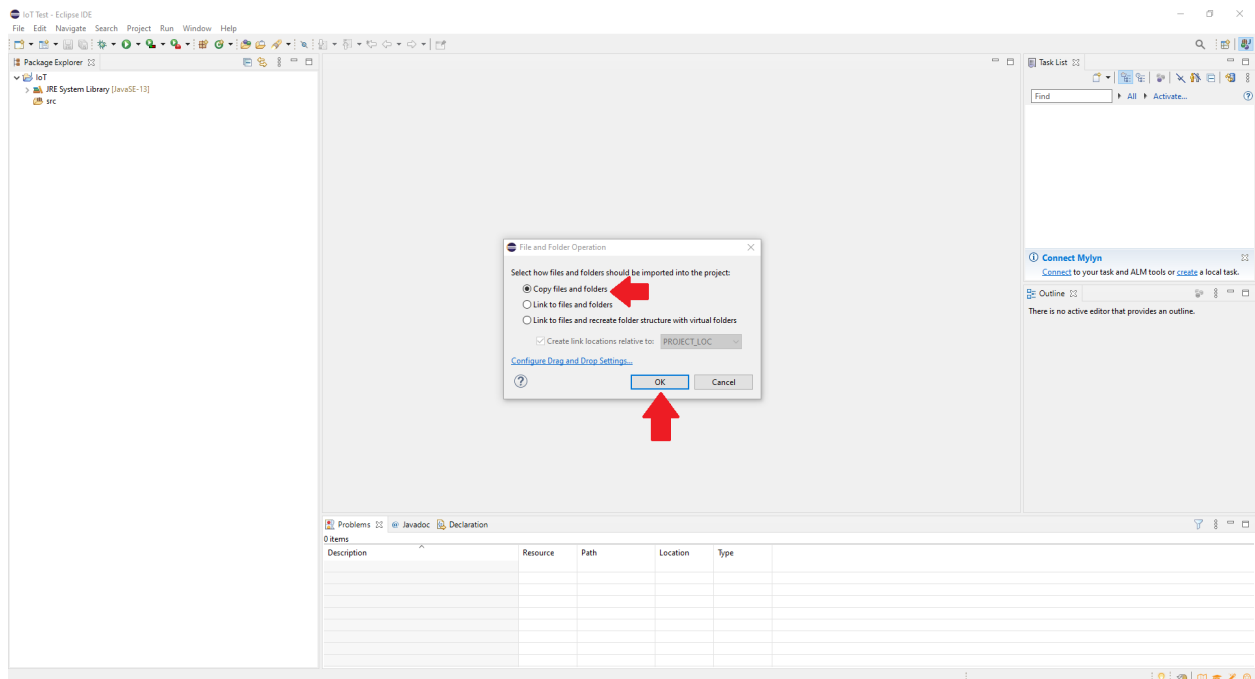 IoT Test - Eclipse IDE
File Edit Navigate Search Project Run Window Help
Package Explorer
IoT
JRE System Library [JavaSE-13]
src
Task List
Find
All
Activate...
Connect Mylyn
Connect to your task and ALM tools or create a local task.
Outline
There is no active editor that provides an outline.
File and Folder Operation
Select how files and folders should be imported into the project:
Copy files and folders
Link to files and folders
Link to files and recreate folder structure with virtual folders
Create link locations relative to: PROJECT_LOC
Configure Drag and Drop Settings...
OK Cancel
Problems Javadoc Declaration
0 items
Description Resource Path Location Type